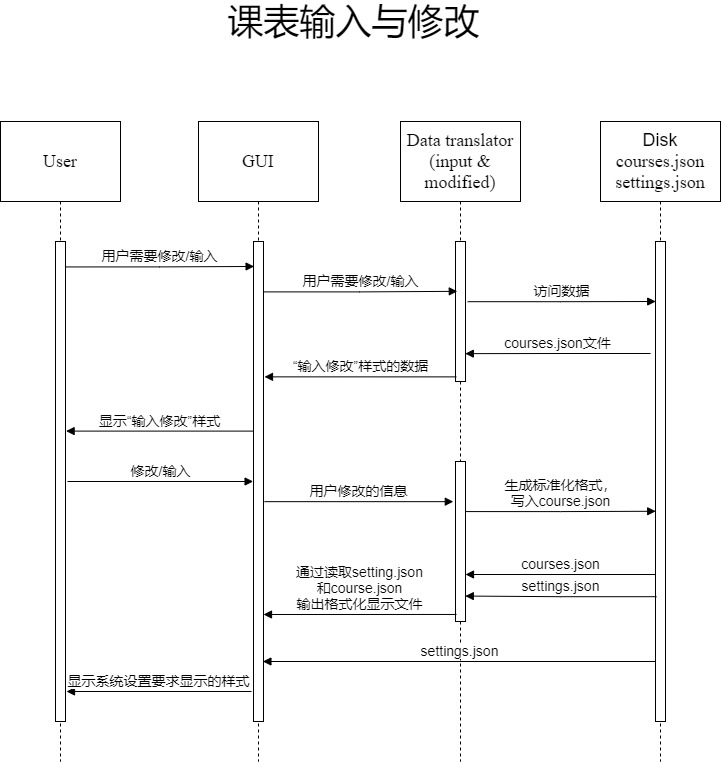 课表输入与修改
User
GUI
Data translator
(input &
modified)
Disk
courses.json
settings.json
用户需要修改/输入
用户需要修改/输入
访问数据
courses.json文件
“输入修改”样式的数据
显示“输入修改”样式
修改/输入
用户修改的信息
生成标准化格式，
写入course.json
courses.json
通过读取setting.json
和course.json
输出格式化显示文件
settings.json
settings.json
显示系统设置要求显示的样式